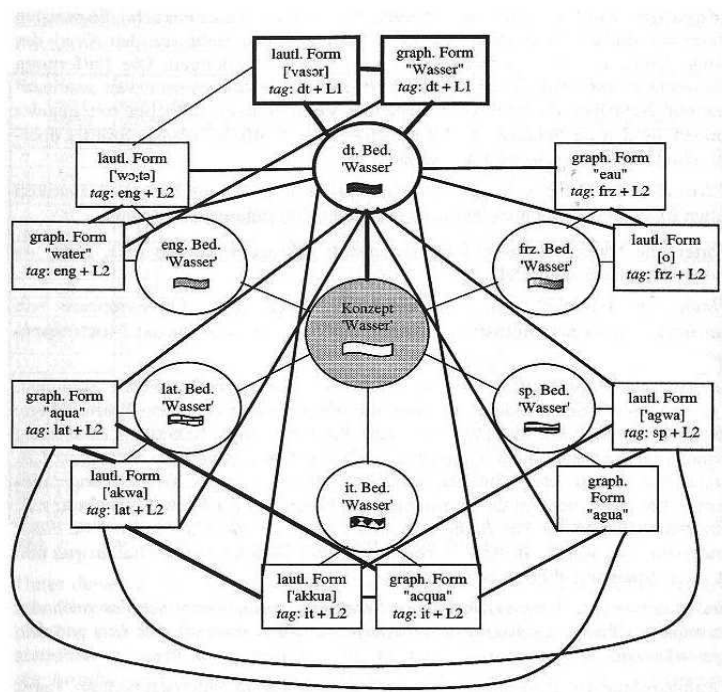 lautl. Form
['vasər]
tag: dt + L1
graph. Form
"Wasser"
tag: dt + L1
dt. Bed.
'Wasser'
lautl. Form
['wɔ:tə]
tag: eng + L2
graph. Form
"eau"
tag: frz + L2
graph. Form
"water"
tag: eng + L2
eng. Bed.
'Wasser'
frz. Bed.
'Wasser'
lautl. Form
[o]
tag: frz + L2
Konzept
'Wasser'
graph. Form
"aqua"
tag: lat + L2
lat. Bed.
'Wasser'
sp. Bed.
'Wasser'
lautl. Form
['agwa]
tag: sp + L2
lautl. Form
['akwa]
tag: lat + L2
it. Bed.
'Wasser'
graph.
Form
"agua"
lautl. Form
['akkua]
tag: it + L2
graph. Form
"acqua"
tag: it + L2